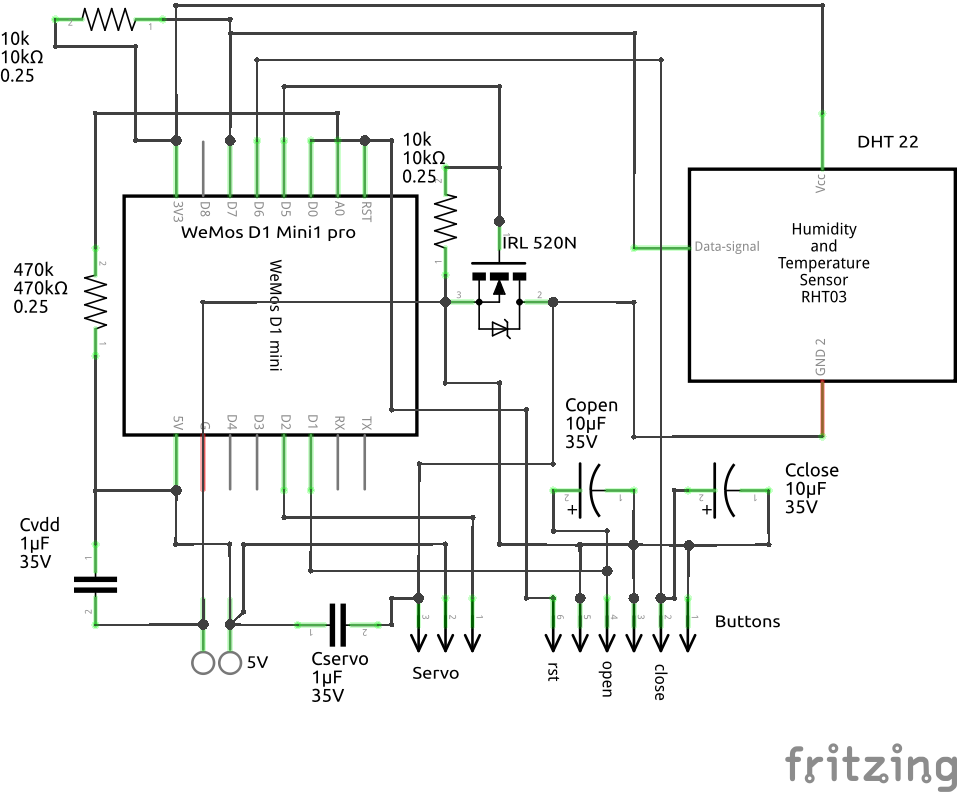 2
1
10k
10kΩ
0.25
DHT 22
10k
10kΩ
0.25
2
1
3V3
D8
D7
D6
D5
D0
A0
RST
WeMos D1 Mini1 pro
WeMos D1 mini
Vcc
Data-signal
Humidity
and
Temperature
Sensor
RHT03
GND 2
IRL 520N
1
3
2
470k
470kΩ
0.25
2
1
5V
G
D4
D3
D2
D1
RX
TX
Copen
10µF
35V
2
1
+
Cclose
10µF
35V
2
1
+
Cvdd
1µF
35V
1
2
5V
1
2
Cservo
1µF
35V
3
2
1
Servo
6
5
4
3
2
1
Buttons
rst
open
close
fritzing